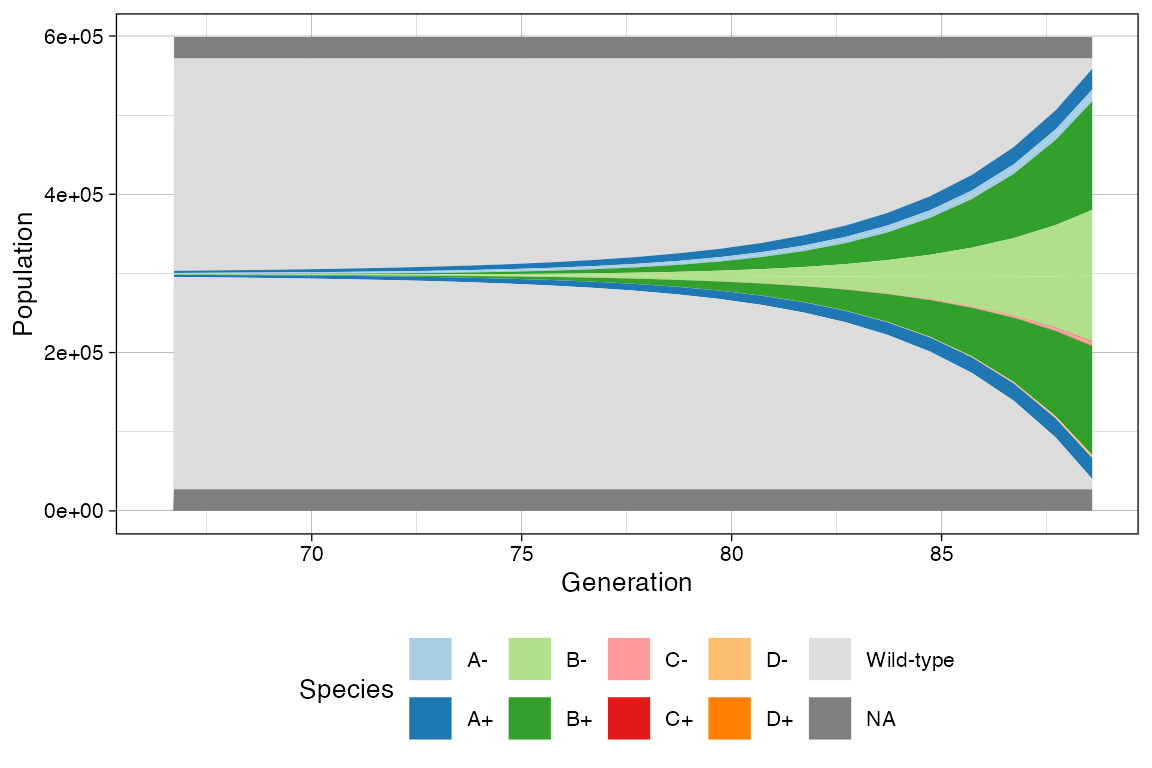 6e+05
4e+05
2e+05
0e+00
Population
70 75 80 85
Generation
Species
A- B- C- D- Wild-type
A+ B+ C+ D+ NA